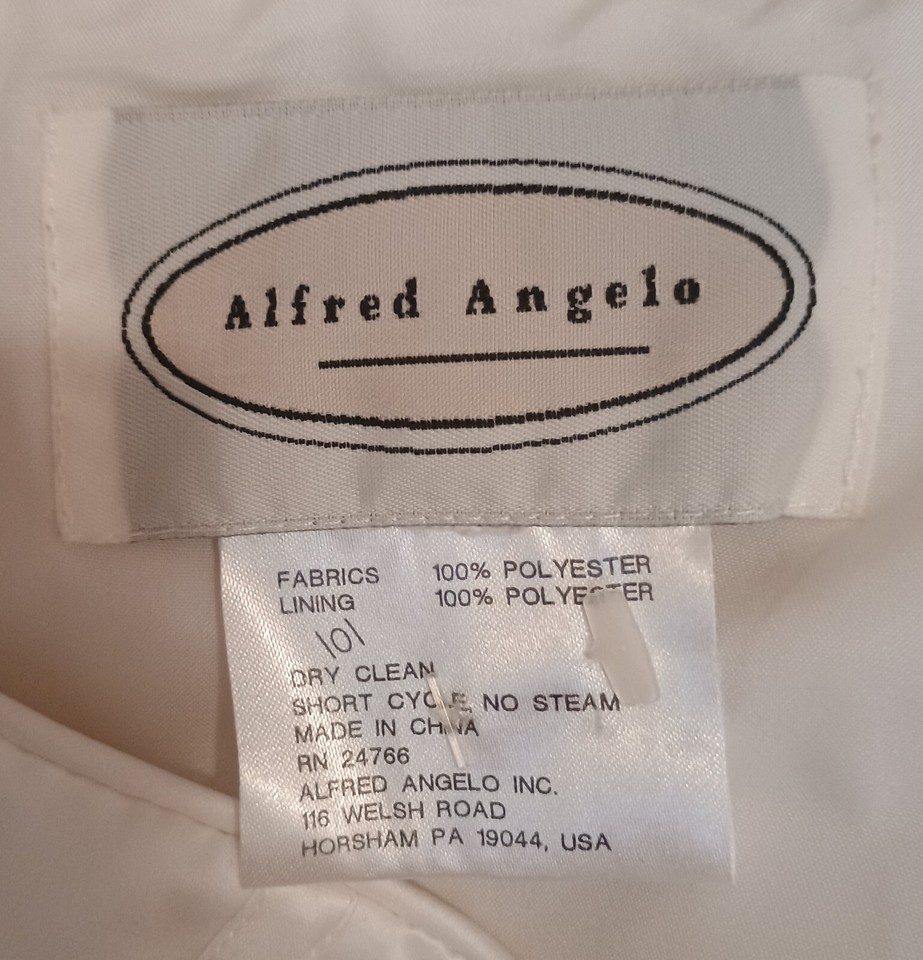 Alfred Angelo
FABRICS 100% POLYESTER
LINING 100% POLYESTER
101
DRY CLEAN
SHORT CYCLE, NO STEAM
MADE IN CHINA
RN 24766
ALFRED ANGELO INC.
116 WELSH ROAD
HORSHAM PA 19044, USA